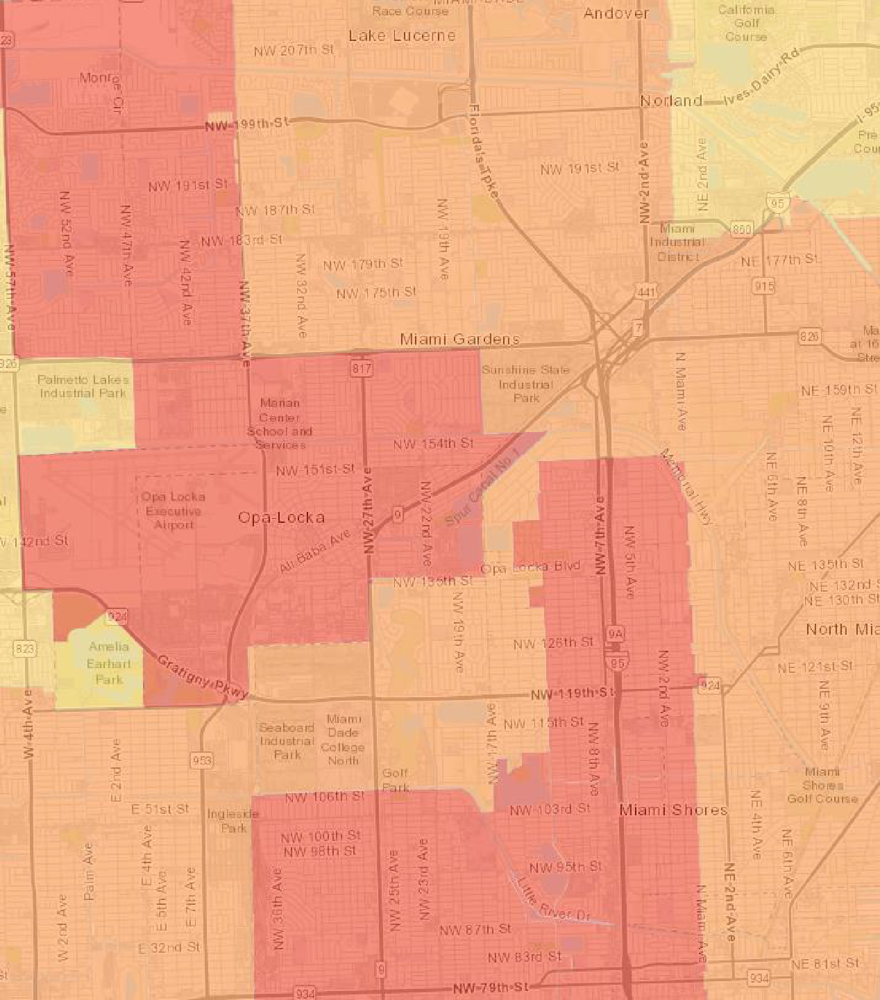 MIAMI-DADE
Race Course
Andover
California
Golf
Course
Lake Lucerne
23
NW 207th St
Ives-Dairy-Rd
Monroe Cir
Norland
I-95
NW-199th-St
Florida's-Tpke
Pre
Cour
NW 191st St
NW-2nd-Ave
NE 2nd Ave
NW 191st St
NW 52nd Ave
NW 47th Ave
NW 187th St
NW 19th Ave
95
860
Miami
Industrial
District
NW 183rd St
NW 42nd Ave
NW-57th-Ave
NW 32nd Ave
NW 179th St
NE 177th St
NW 175th St
441
915
NW-37th-Ave
7
Miami Gardens
826
Ma
at 16
Stre
826
817
Palmetto Lakes
Industrial Park
Sunshine State
Industrial
Park
N Miami-Ave
NE 159th St
Marian
Center
School and
Services
e
NE 10th Ave
NE 12th Ave
NW 154th St
NW 151st St
Spur Canal No 1
Memorial Hwy
NE 6th Ave
NE 8th Ave
Opa Locka
Executive
Airport
Opa-Locka
NW-27th-Ave
NW 22nd Ave
9
NW-7th-Ave
NW 5th Ave
W 142nd St
Ali Baba Ave
Opa Locka Blvd
NE 135th St
NW 135th St
NE 132nd S
NE 130th St
NW 19th Ave
924
North Mia
9A
NW 126th St
823
Amelia
Earhart
Park
Gratigny-Pkwy
95
NW 2nd Ave
NE 121st St
924
NW-119th-St
W-4th-Ave
NE 9th Ave
NW 17th Ave
NW 115th St
Miami
Dade
College
North
Seaboard
Industrial
Park
NW 8th Ave
953
E 2nd Ave
Golf
Park
Miami
Shores
Golf Course
NW 106th St
NE 4th Ave
E 51st St
Ingleside
Park
NW-103rd St
Miami Shores
E 4th Ave
NW 100th St
NW 98th St
NE 6th Ave
Palm Ave
NW 25th Ave
NW 23rd Ave
NW 95th St
NE-2nd-Ave
E 5th Ave
E 7th Ave
NW 36th Ave
Little River Dr
N Miami Ave
W 2nd Ave
NW 87th St
E 32nd St
NW 83rd St
NE 81st St
9
934
St
934
NW-79th-St